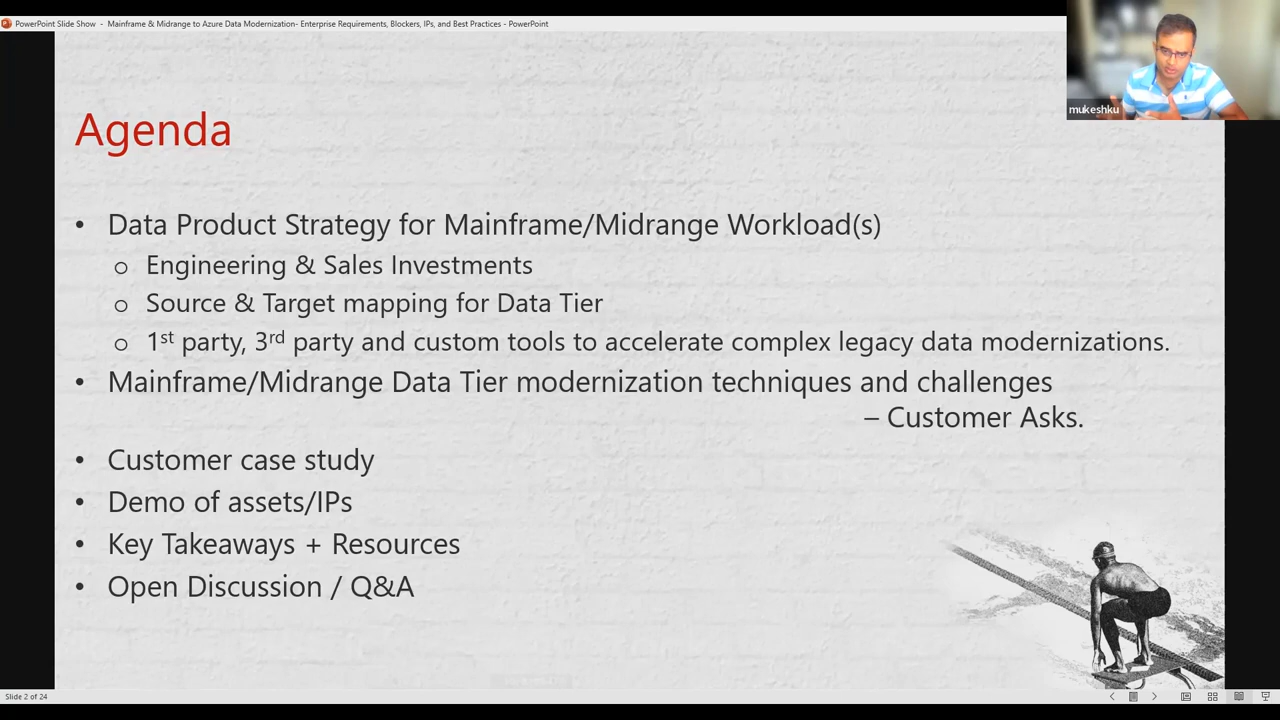 PowerPoint Slide Show - Mainframe & Midrange to Azure Data Modernization- Enterprise Requirements, Blockers, IPs, and Best Practices - PowerPoint
mukeshku
Agenda
• Data Product Strategy for Mainframe/Midrange Workload(s)
o Engineering & Sales Investments
o Source & Target mapping for Data Tier
o 1st party, 3rd party and custom tools to accelerate complex legacy data modernizations.
• Mainframe/Midrange Data Tier modernization techniques and challenges
– Customer Asks.
• Customer case study
• Demo of assets/IPs
• Key Takeaways + Resources
• Open Discussion / Q&A
Slide 2 of 24